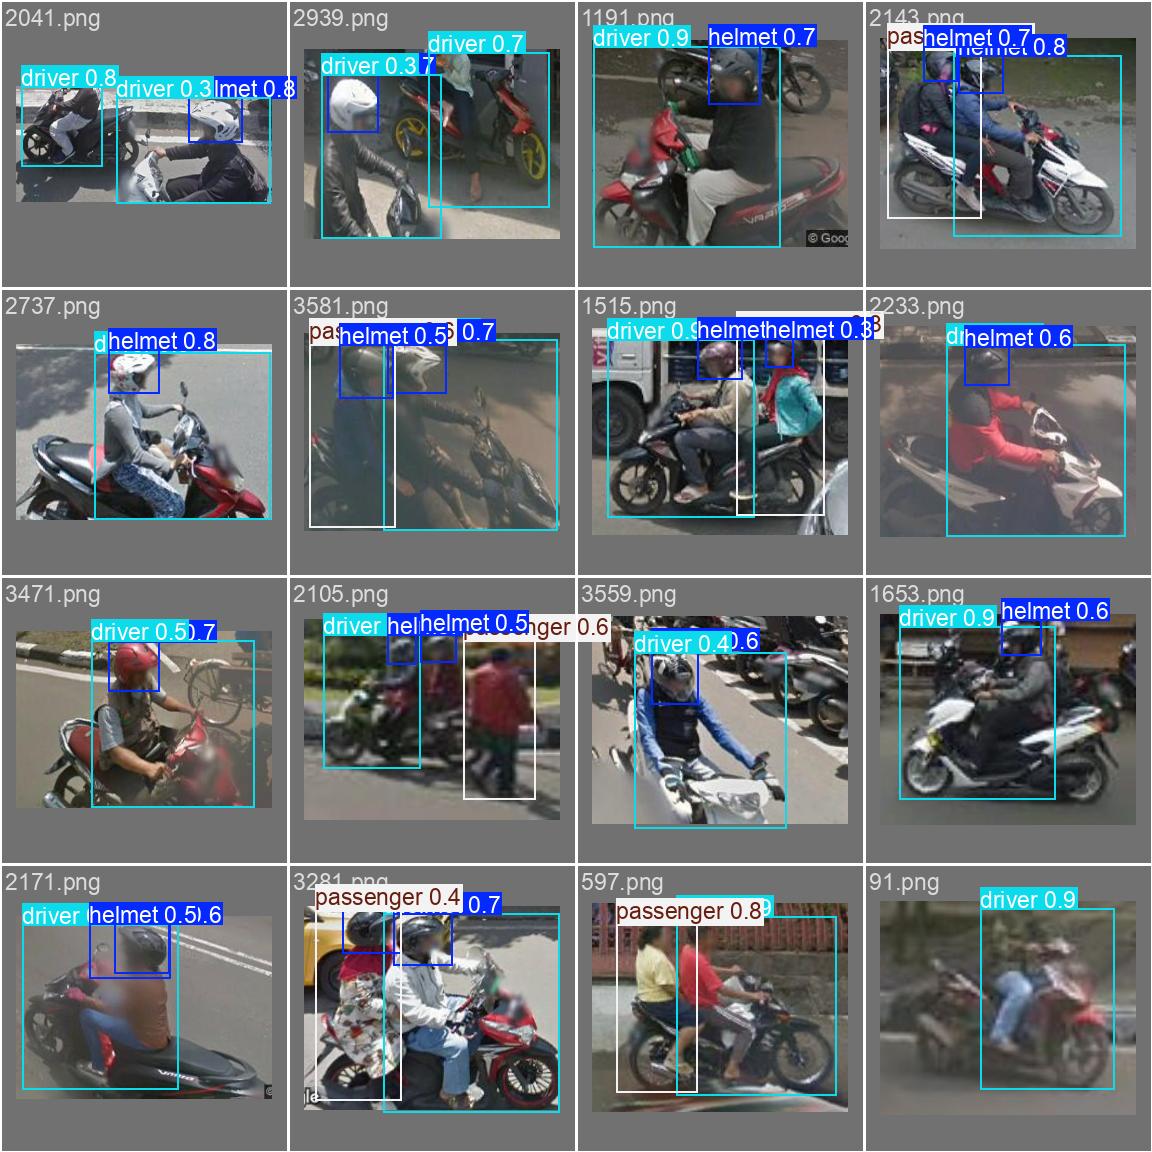 2041.png
driver 0.8
driver 0.3
lmet 0.8
2939.png
driver 0.7
driver 0.3
7
1191.png
driver 0.9
helmet 0.7
© Goo
VARIO
2143.png
pas
helmet 0.7
helmet 0.8
2737.png
d
helmet 0.8
3581.png
pas
helmet 0.5
6
0.7
1515.png
driver 0.9
helmet
helmet 0.3
8
2233.png
dr
helmet 0.6
3471.png
driver 0.5
0.7
2105.png
driver
hel
helmet 0.5
passenger 0.6
3559.png
driver 0.4
0.6
1653.png
driver 0.9
helmet 0.6
2171.png
driver
helmet 0.5
0.6
3281.png
passenger 0.4
0.7
gle
597.png
passenger 0.8
9
91.png
driver 0.9